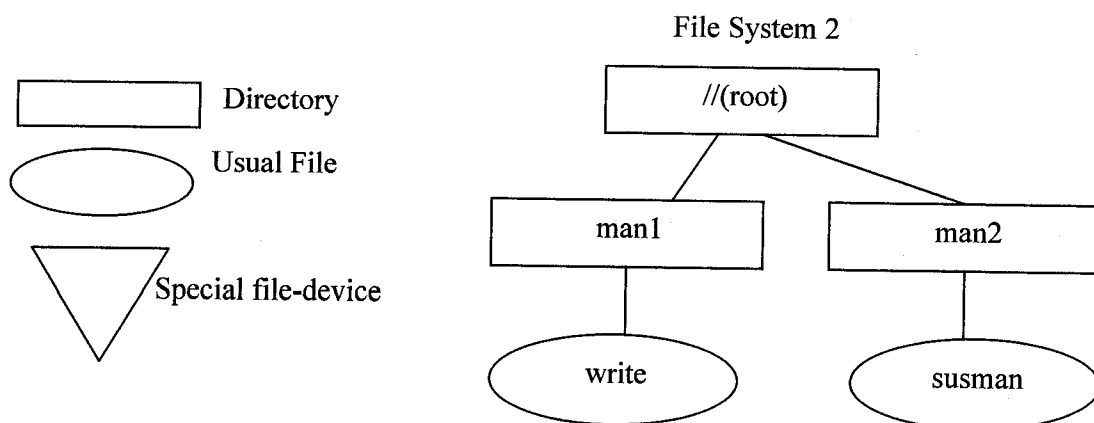 File System 2
Directory
//(root)
Usual File
man1
man2
Special file-device
write
susman